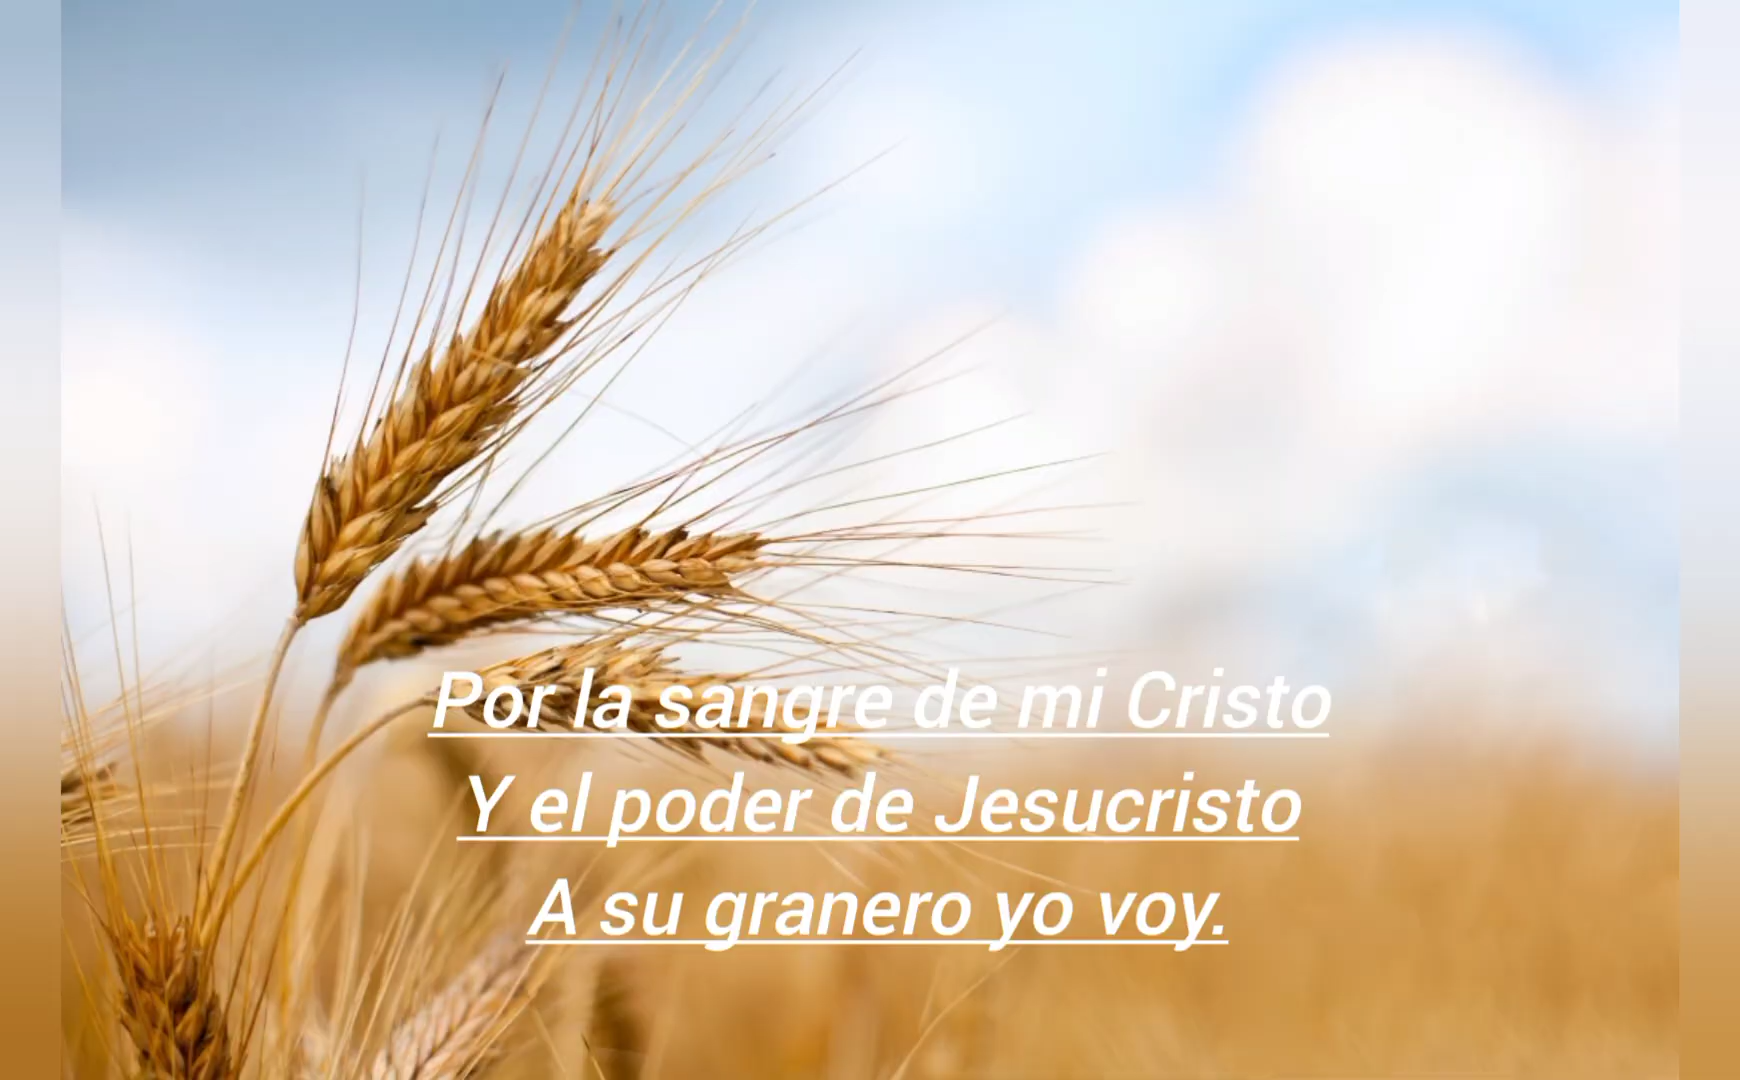 Por la sangre de mi Cristo
Y el poder de Jesucristo
A su granero yo voy.